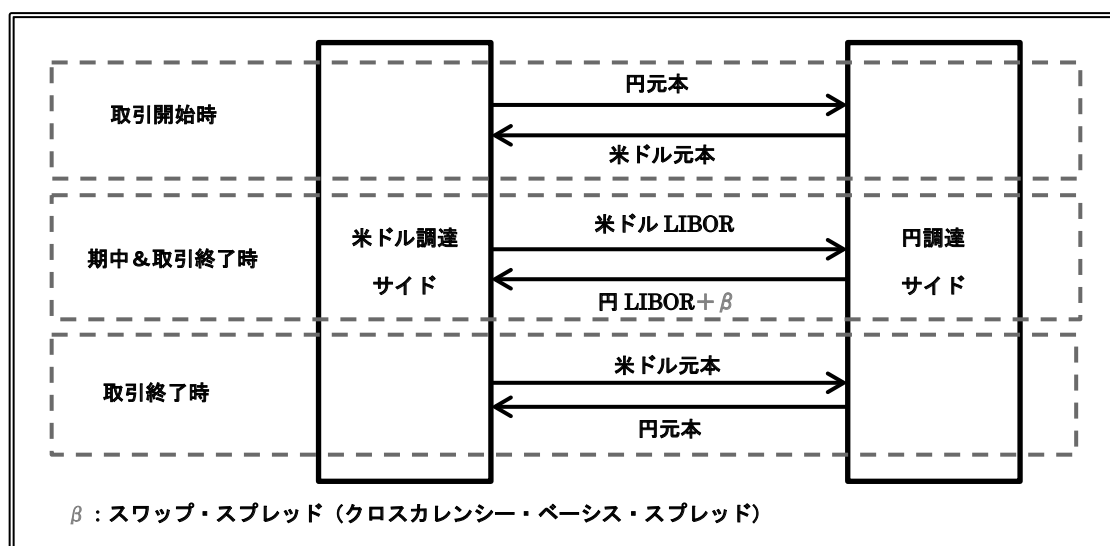 円元本
取引開始時
米ドル元本
米ドル LIBOR
米ドル調達
サイド
円調達
サイド
期中＆取引終了時
円 LIBOR＋β
米ドル元本
取引終了時
円元本
β：スワップ・スプレッド（クロスカレンシー・ベーシス・スプレッド）